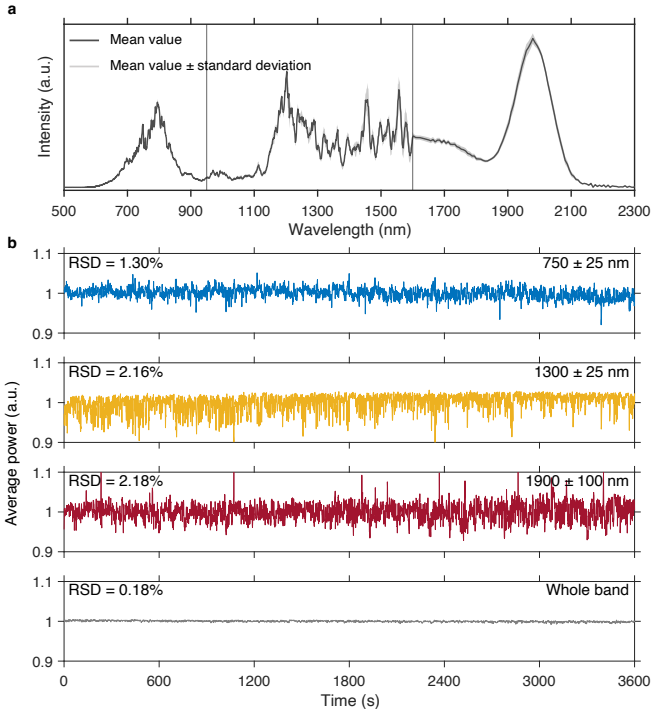 a
Mean value
Mean value ± standard deviation
Intensity (a.u.)
500 700 900 1100 1300 1500 1700 1900 2100 2300
Wavelength (nm)
b
1.1
RSD = 1.30% 750 ± 25 nm
1
0.9
1.1
RSD = 2.16% 1300 ± 25 nm
1
0.9
Average power (a.u.)
1.1
RSD = 2.18% 1900 ± 100 nm
1
0.9
1.1
RSD = 0.18% Whole band
1
0.9
0 600 1200 1800 2400 3000 3600
Time (s)